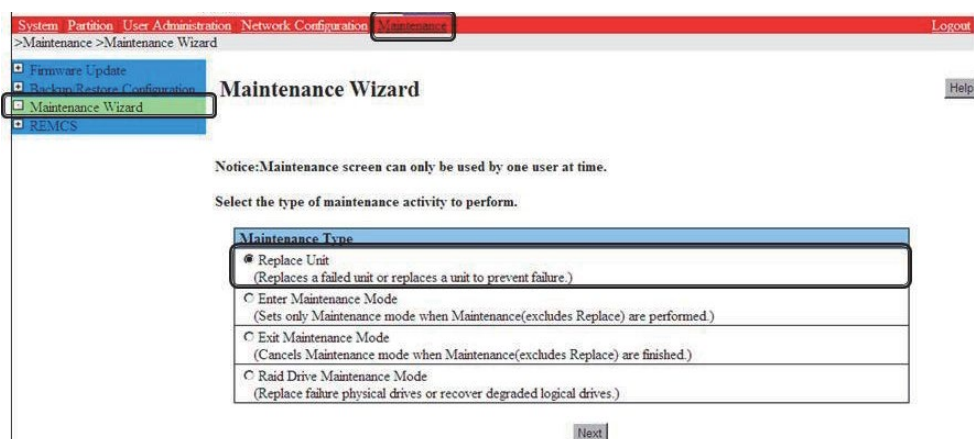 System Partition User Administration Network Configuration Maintenance Logout
>Maintenance >Maintenance Wizard
Firmware Update
Backup/Restore Configuration
Maintenance Wizard
REMCS
Maintenance Wizard
Help
Notice:Maintenance screen can only be used by one user at time.
Select the type of maintenance activity to perform.
Maintenance Type
Replace Unit
(Replaces a failed unit or replaces a unit to prevent failure.)
Enter Maintenance Mode
(Sets only Maintenance mode when Maintenance(excludes Replace) are performed.)
Exit Maintenance Mode
(Cancels Maintenance mode when Maintenance(excludes Replace) are finished.)
Raid Drive Maintenance Mode
(Replace failure physical drives or recover degraded logical drives.)
Next